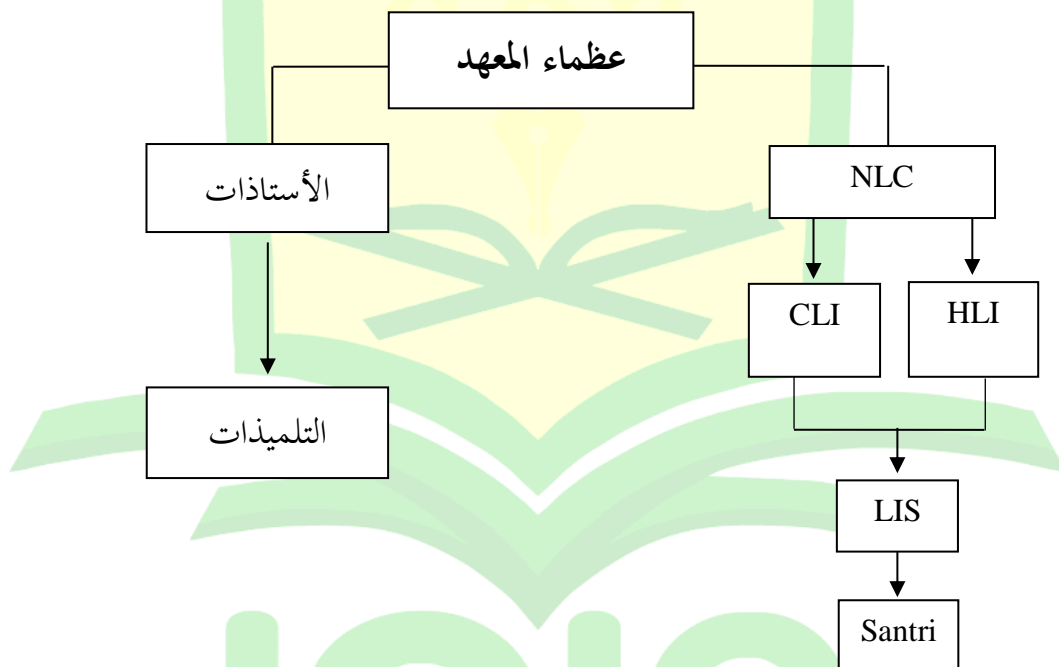 عظماء المعهد
الأستاذات
NLC
CLI
HLI
التلميذات
LIS
Santri